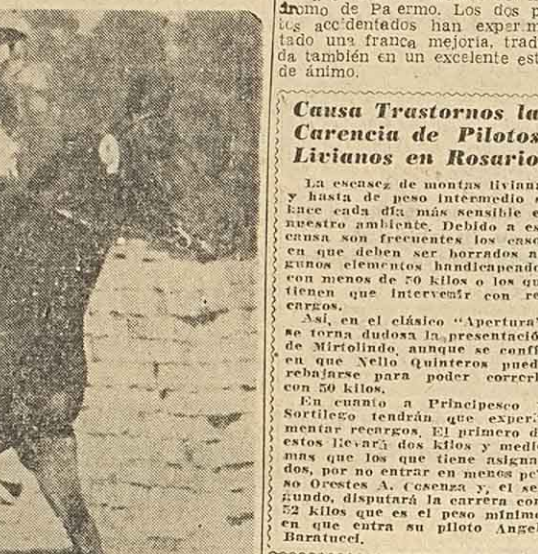 dromo de Pa ermo. Los dos p
tes accidentados han experim
tado una franca mejoría, trad
da también en un excelente est
de ánimo.
Causa Trastornos la
Carencia de Pilotos
Livianos en Rosario
La escasez de montas liviana
y hasta de peso intermedio s
hace cada día más sensible e
nuestro ambiente. Debido a es
causa son frecuentes los caso
en que deben ser borrados a
gunos elementos handicapeado
con menos de 50 kilos o los qu
tienen que intervenir con re
cargos.
Así, en el clásico "Apertura"
se torna dudosa la presentació
de Mirtolindo, aunque se confí
en que Nello Quinteros pued
rebajarse para poder correrl
con 50 kilos.
En cuanto a Principesco
Sortilego tendrán que experi
mentar recargos. El primero d
estos llevará dos kilos y medi
mas que los que tiene asigna
dos, por no entrar en menos pe
so Orestes A. Cosenza y, el se
gundo, disputará la carrera con
52 kilos que es el peso mínimo
en que entra su piloto Angel
Baratucci.